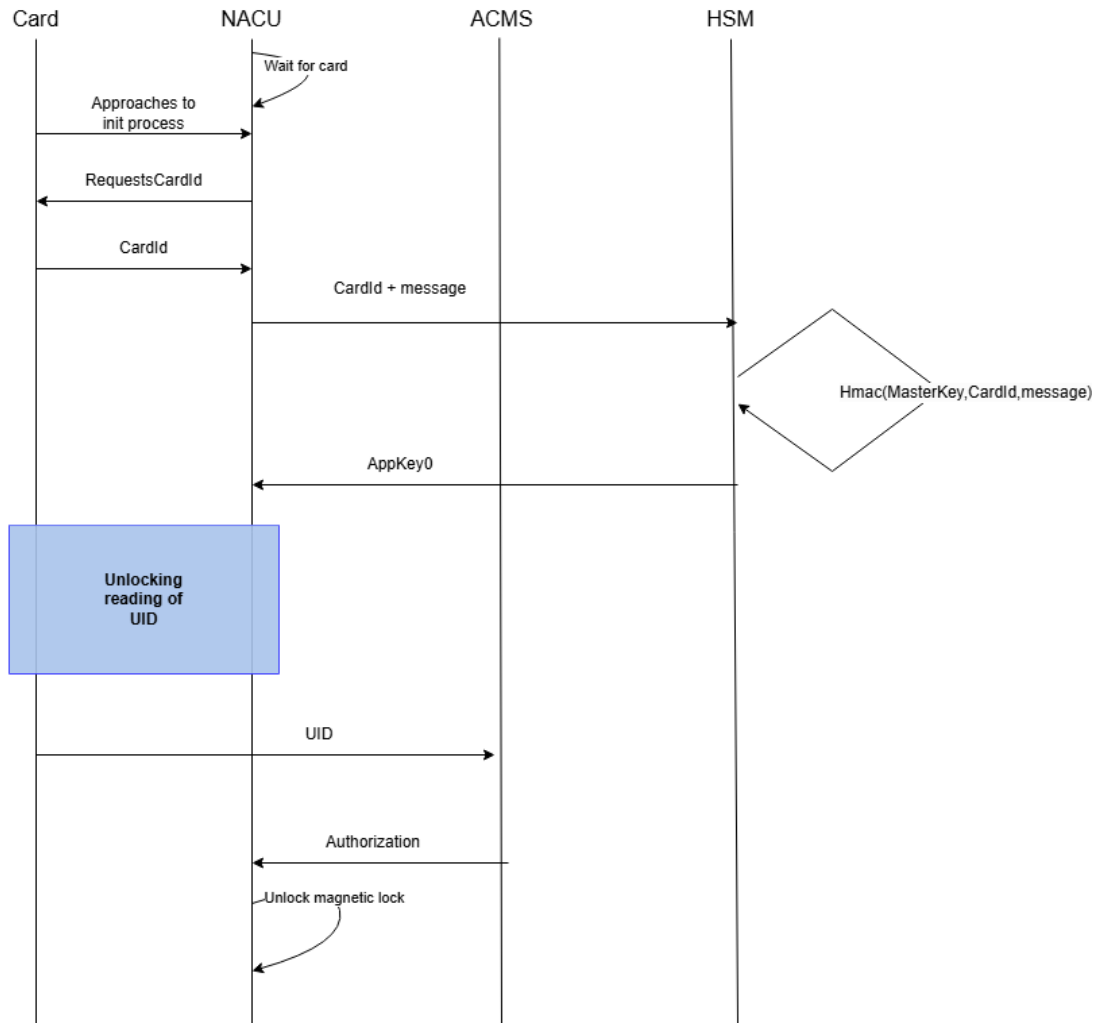 Card
NACU
ACMS
HSM
Wait for card
Approaches to
init process
RequestsCardId
CardId
CardId + message
Hmac(MasterKey,CardId,message)
AppKey0
Unlocking
reading of
UID
UID
Authorization
Unlock magnetic lock